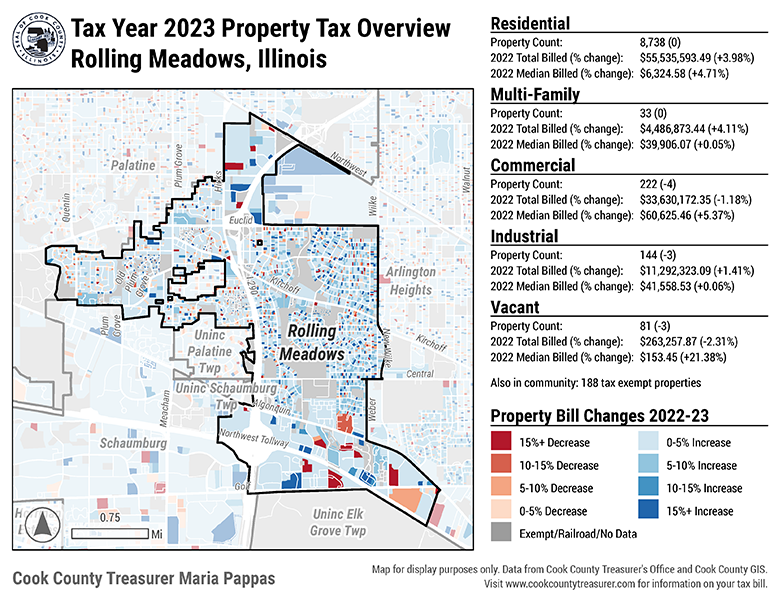 Tax Year 2023 Property Tax Overview
Rolling Meadows, Illinois
Residential
Property Count: 8,738 (0)
2022 Total Billed (% change): $55,535,593.49 (+3.98%)
2022 Median Billed (% change): $6,324.58 (+4.71%)
Multi-Family
Property Count: 33 (0)
2022 Total Billed (% change): $4,486,873.44 (+4.11%)
2022 Median Billed (% change): $39,906.07 (+0.05%)
Commercial
Property Count: 222 (-4)
2022 Total Billed (% change): $33,630,172.35 (-1.18%)
2022 Median Billed (% change): $60,625.46 (+5.37%)
Industrial
Property Count: 144 (-3)
2022 Total Billed (% change): $11,292,323.09 (+1.41%)
2022 Median Billed (% change): $41,558.53 (+0.06%)
Vacant
Property Count: 81 (-3)
2022 Total Billed (% change): $263,257.87 (-2.31%)
2022 Median Billed (% change): $153.45 (+21.38%)
Also in community: 188 tax exempt properties
Property Bill Changes 2022-23
15%+ Decrease
10-15% Decrease
5-10% Decrease
0-5% Decrease
Exempt/Railroad/No Data
0-5% Increase
5-10% Increase
10-15% Increase
15%+ Increase
Palatine
Plum Grove
Hicks
Northwest
Walnut
Quentin
Wilke
Euclid
Old
Plum
Grove
I-290
Kirchoff
Arlington
Heights
Plum
Grove
Uninc
Palatine
Twp
Rolling
Meadows
New Wilke
Kirchoff
Central
Uninc Schaumburg
Twp
Meacham
Algonquin
Weber
Schaumburg
Northwest Tollway
Golf
Uninc Elk
Grove Twp
0.75
Mi
Cook County Treasurer Maria Pappas
Map for display purposes only. Data from Cook County Treasurer's Office and Cook County GIS.
Visit www.cookcountytreasurer.com for information on your tax bill.